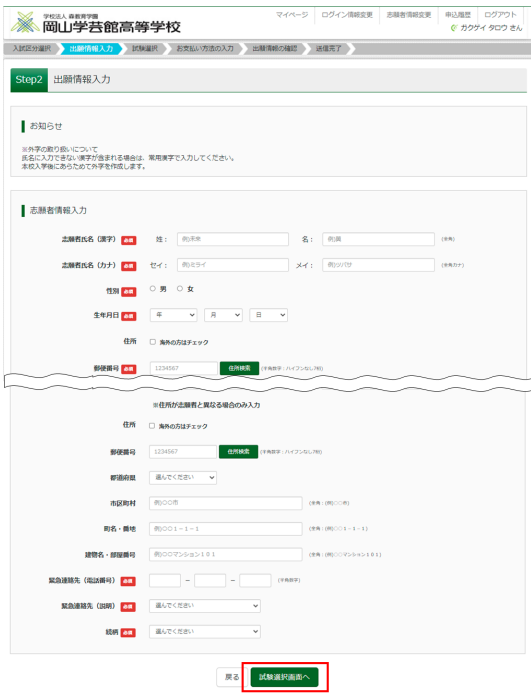 学校法人 森教育学園
岡山学芸館高等学校
マイページ ログイン情報変更 志願者情報変更 申込履歴 ログアウト
ガクゲイ タロウ さん
入試区分選択 出願情報入力 試験選択 お支払い方法の入力 出願情報の確認 送信完了
Step2 出願情報入力
お知らせ
※外字の取り扱いについて
氏名に入力できない漢字が含まれる場合は、常用漢字で入力してください。
本校入学後にあらためて外字を作成します。
志願者情報入力
志願者氏名（漢字） 必須 姓： 例)未来 名： 例)翼 (全角)
志願者氏名（カナ） 必須 セイ： 例)ミライ メイ： 例)ツバサ (全角カナ)
性別 必須 男 女
生年月日 必須 年 月 日
住所 海外の方はチェック
郵便番号 必須 1234567 住所検索 (半角数字：ハイフンなし7桁)
※住所が志願者と異なる場合のみ入力
住所 海外の方はチェック
郵便番号 1234567 住所検索 (半角数字：ハイフンなし7桁)
都道府県 選んでください
市区町村 例)○○市 (全角：(例)○○市)
町名・番地 例)○○１－１－１ (全角：(例)○○１－１－１)
建物名・部屋番号 例)○○マンション１０１ (全角：(例)○○マンション１０１)
緊急連絡先（電話番号） 必須 － － (半角数字)
緊急連絡先（説明） 必須 選んでください
続柄 必須 選んでください
戻る 試験選択画面へ